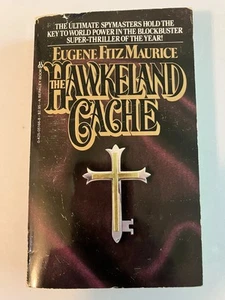 THE ULTIMATE SPYMASTERS HOLD THE
KEY TO WORLD POWER IN THE BLOCKBUSTER
SUPER-THRILLER OF THE YEAR!
EUGENE FITZ MAURICE
THE
HAWKELAND
CACHE